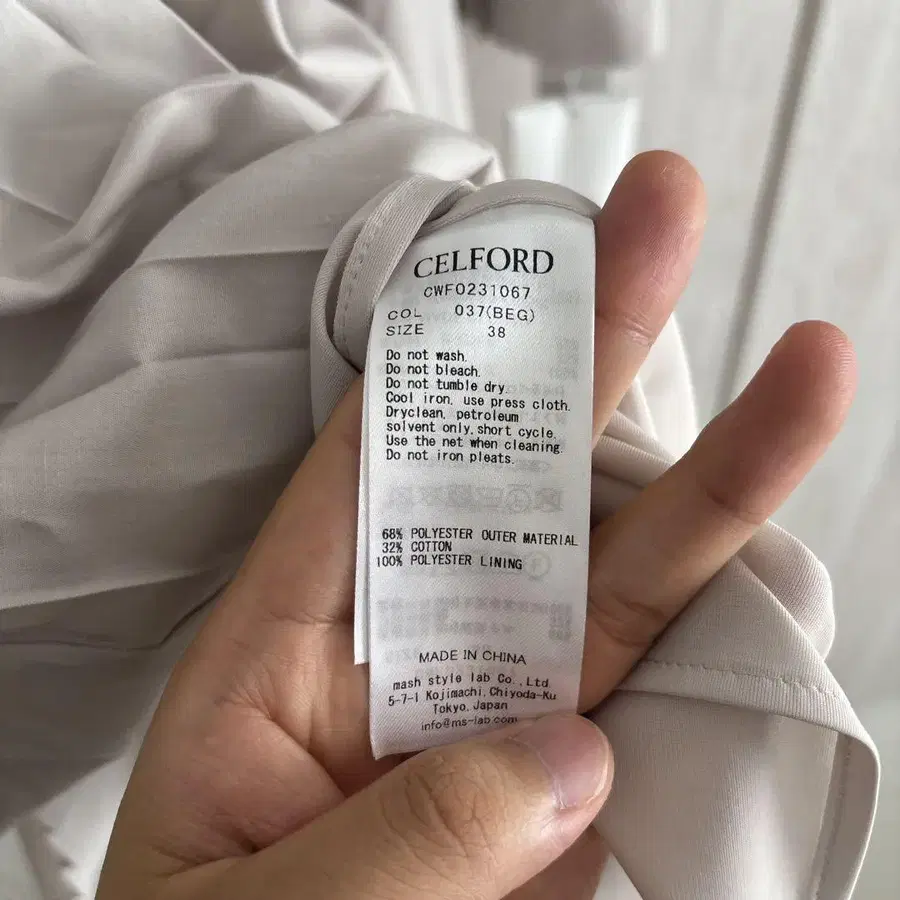 CELFORD
CWF0231067
COL 037(BEG)
SIZE 38
Do not wash.
Do not bleach.
Do not tumble dry
Cool iron, use press cloth.
Dryclean, petroleum
solvent only, short cycle.
Use the net when cleaning.
Do not iron pleats.
68% POLYESTER OUTER MATERIAL
32% COTTON
100% POLYESTER LINING
MADE IN CHINA
mash style lab Co., Ltd.
5-7-1 Kojimachi, Chiyoda-Ku
Tokyo, Japan
info@ms-lab.com